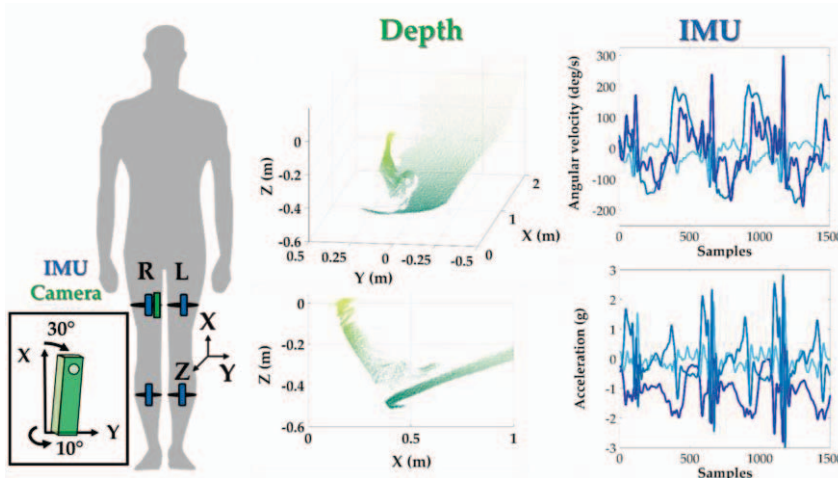 Depth
IMU
IMU
Camera
R L
X
Z
Y
30°
X
Y
10°
Z (m)
0
-0.2
-0.4
-0.6
0.5
0.25
0
-0.25
-0.5
Y (m)
0
1
2
X (m)
Z (m)
0
-0.2
-0.4
-0.6
0
0.5
1
X (m)
Angular velocity (deg/s)
300
200
100
0
-100
-200
0
500
1000
1500
Samples
Acceleration (g)
3
2
1
0
-1
-2
-3
0
500
1000
1500
Samples